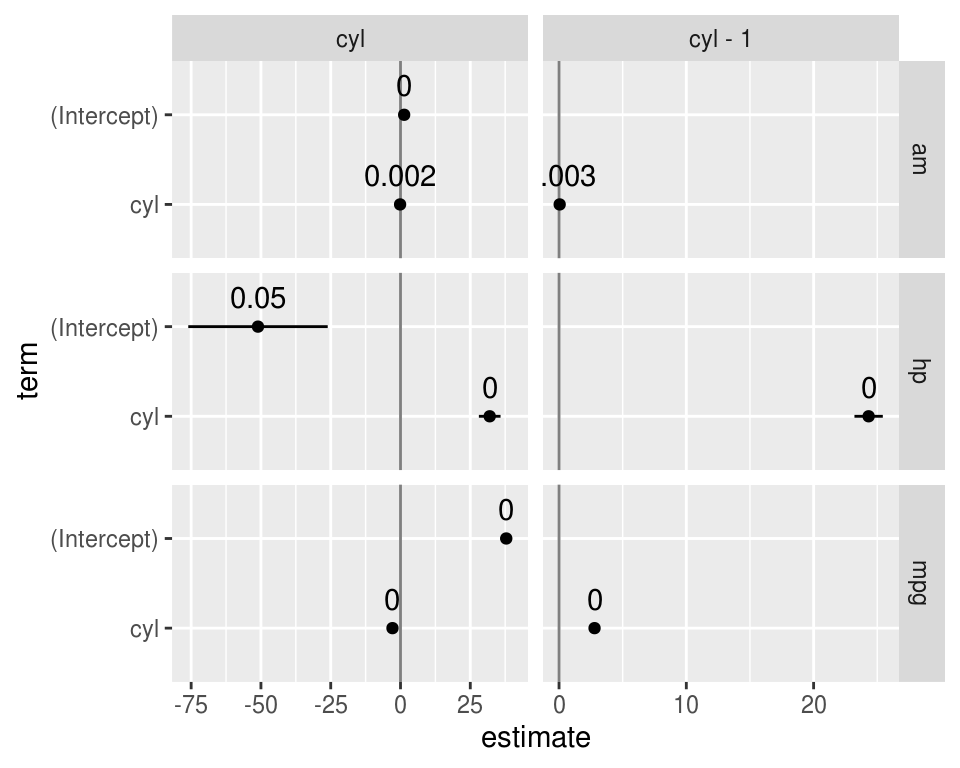 cyl
cyl - 1
0
(Intercept)
0.002
.003
cyl
am
0.05
(Intercept)
0
0
cyl
hp
0
(Intercept)
0
0
cyl
mpg
-75 -50 -25 0 25
0 10 20
estimate
term